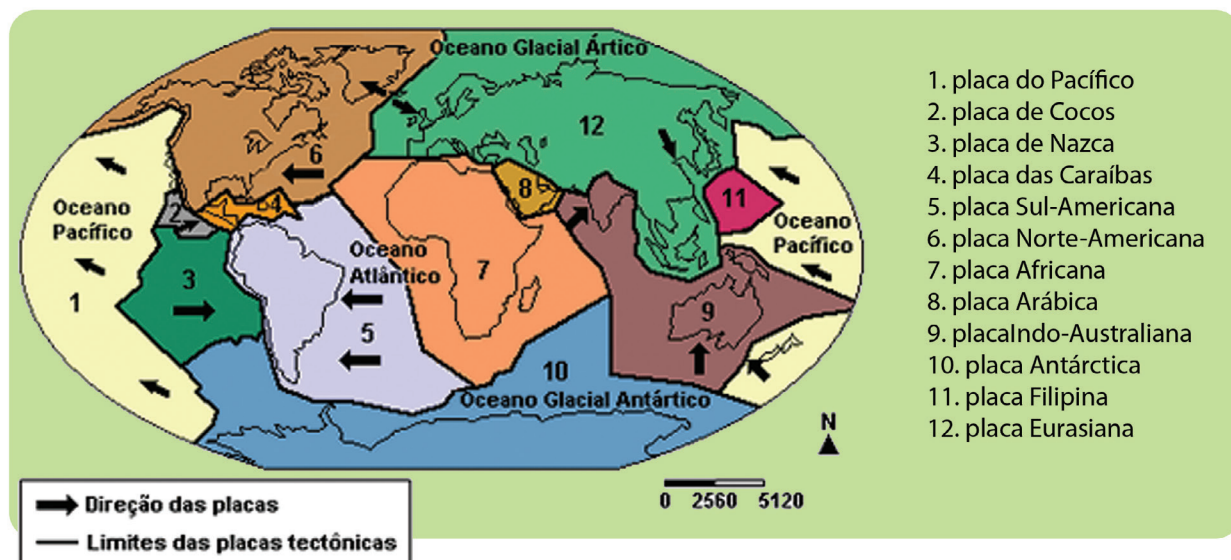 Oceano Glacial Ártico
12
6
8
11
2
4
Oceano
Pacífico
Oceano
Pacífico
Oceano
Atlântico
3
7
1
9
5
10
Oceano Glacial Antártico
N
0 2560 5120
Direção das placas
Limites das placas tectônicas
1. placa do Pacífico
2. placa de Cocos
3. placa de Nazca
4. placa das Caraíbas
5. placa Sul-Americana
6. placa Norte-Americana
7. placa Africana
8. placa Arábica
9. placaIndo-Australiana
10. placa Antárctica
11. placa Filipina
12. placa Eurasiana